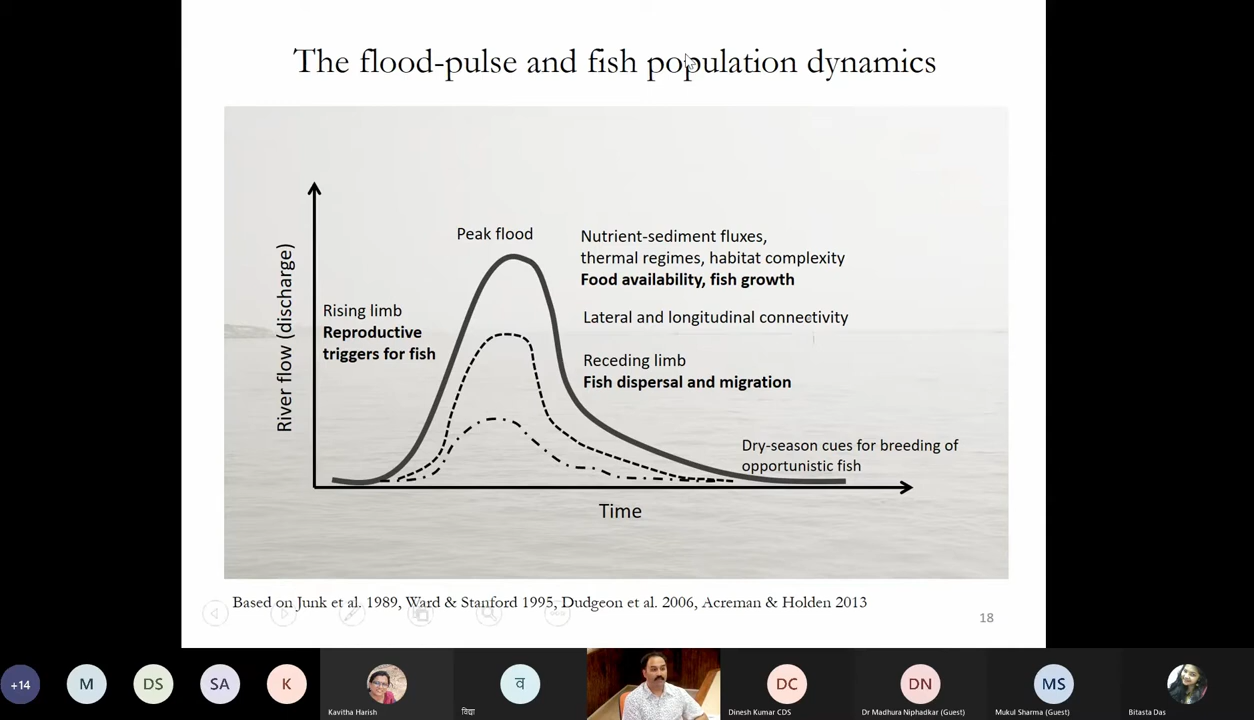 The flood-pulse and fish population dynamics
Peak flood
Nutrient-sediment fluxes,
thermal regimes, habitat complexity
Food availability, fish growth
Rising limb
Reproductive
triggers for fish
Lateral and longitudinal connectivity
Receding limb
Fish dispersal and migration
River flow (discharge)
Dry-season cues for breeding of
opportunistic fish
Time
Based on Junk et al. 1989, Ward & Stanford 1995, Dudgeon et al. 2006, Acreman & Holden 2013
18
+14
M
DS
SA
K
व
DC
DN
MS
Kavitha Harish
विद्या
Dinesh Kumar CDS
Dr Madhura Niphadkar (Guest)
Mukul Sharma (Guest)
Bitasta Das